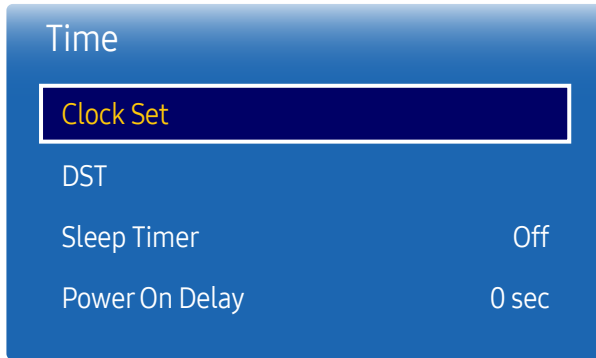 Time
Clock Set
DST
Sleep Timer Off
Power On Delay 0 sec